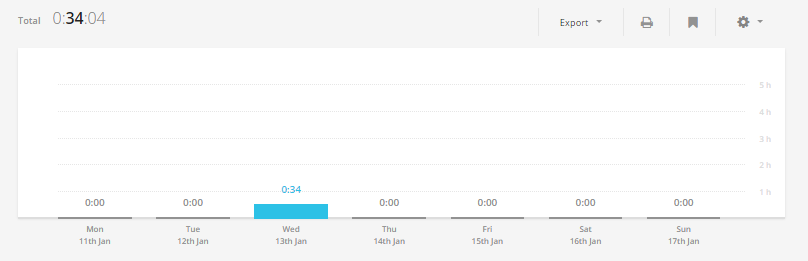 Total 0:34:04 Export
5 h
4 h
3 h
2 h
1 h
0:00 0:00 0:34 0:00 0:00 0:00 0:00
Mon Tue Wed Thu Fri Sat Sun
11th Jan 12th Jan 13th Jan 14th Jan 15th Jan 16th Jan 17th Jan